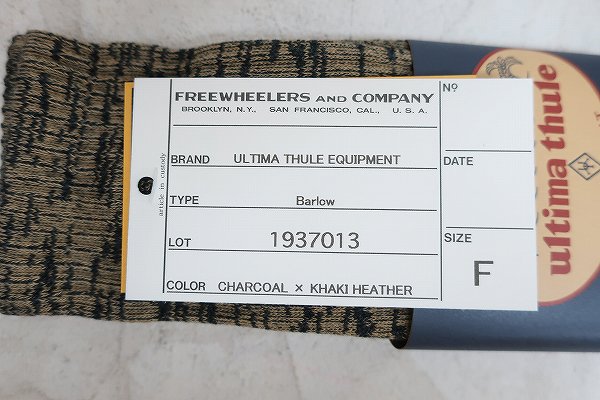 FREEWHEELERS AND COMPANY
BROOKLYN, N.Y., SAN FRANCISCO, CAL., U. S. A.
BRAND ULTIMA THULE EQUIPMENT
TYPE Barlow
LOT 1937013
COLOR CHARCOAL × KHAKI HEATHER
No.
DATE
SIZE
F
article in custody
ultima thule